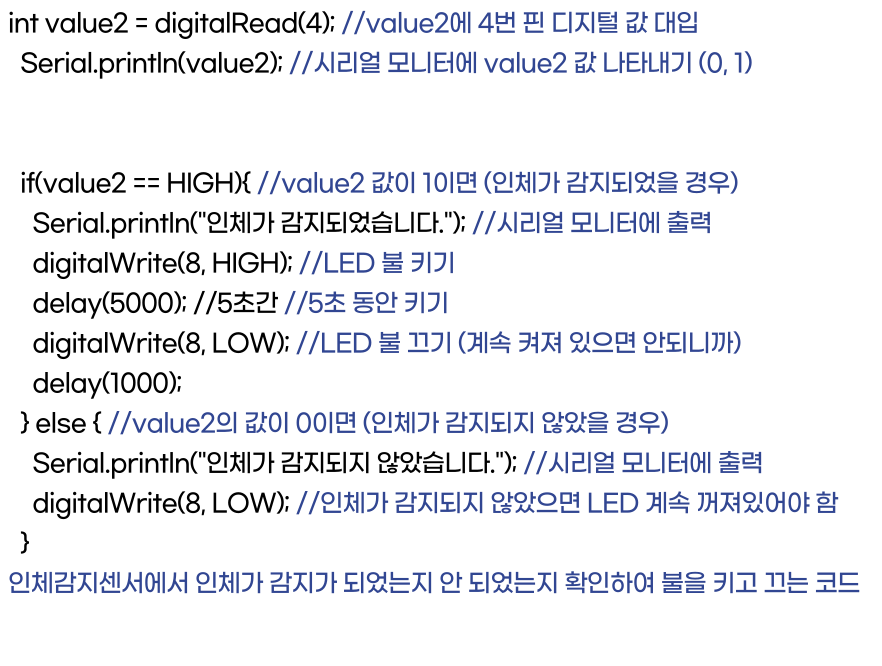 int value2 = digitalRead(4); //value2에 4번 핀 디지털 값 대입
Serial.println(value2); //시리얼 모니터에 value2 값 나타내기 (0, 1)
if(value2 == HIGH){ //value2 값이 1이면 (인체가 감지되었을 경우)
Serial.println("인체가 감지되었습니다."); //시리얼 모니터에 출력
digitalWrite(8, HIGH); //LED 불 키기
delay(5000); //5초간 //5초 동안 키기
digitalWrite(8, LOW); //LED 불 끄기 (계속 켜져 있으면 안되니까)
delay(1000);
} else { //value2의 값이 0이면 (인체가 감지되지 않았을 경우)
Serial.println("인체가 감지되지 않았습니다."); //시리얼 모니터에 출력
digitalWrite(8, LOW); //인체가 감지되지 않았으면 LED 계속 꺼져있어야 함
}
인체감지센서에서 인체가 감지가 되었는지 안 되었는지 확인하여 불을 키고 끄는 코드